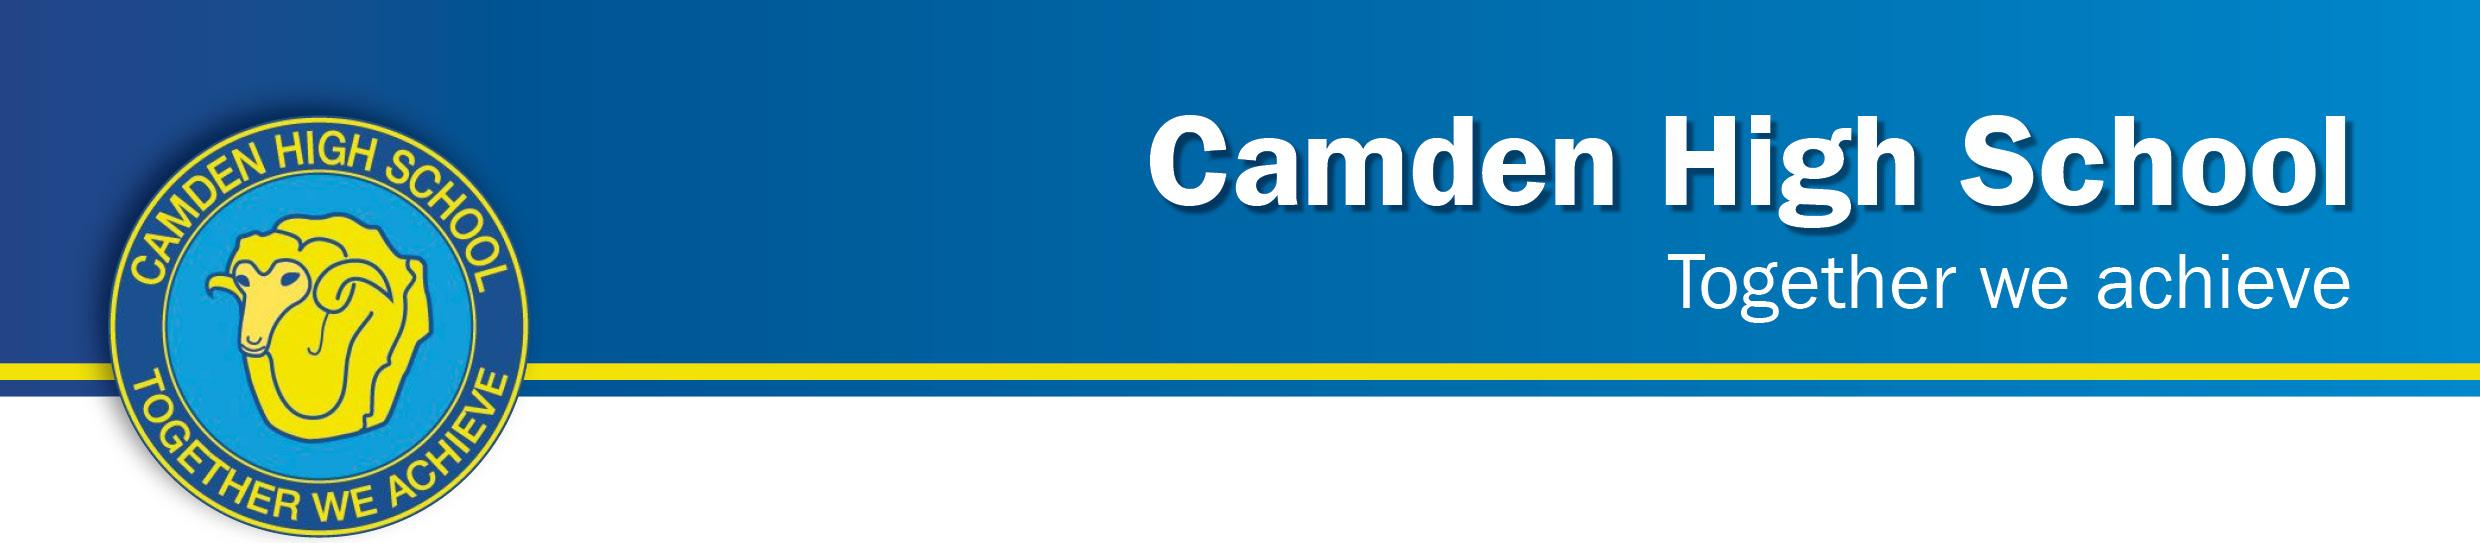 CAMDEN HIGH SCHOOL
TOGETHER WE ACHIEVE
Camden High School
Together we achieve